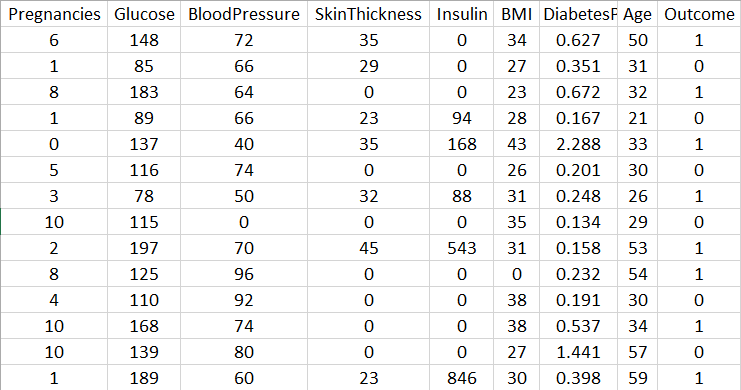 Pregnancies Glucose BloodPressure SkinThickness Insulin BMI DiabetesF Age Outcome
6 148 72 35 0 34 0.627 50 1
1 85 66 29 0 27 0.351 31 0
8 183 64 0 0 23 0.672 32 1
1 89 66 23 94 28 0.167 21 0
0 137 40 35 168 43 2.288 33 1
5 116 74 0 0 26 0.201 30 0
3 78 50 32 88 31 0.248 26 1
10 115 0 0 0 35 0.134 29 0
2 197 70 45 543 31 0.158 53 1
8 125 96 0 0 0 0.232 54 1
4 110 92 0 0 38 0.191 30 0
10 168 74 0 0 38 0.537 34 1
10 139 80 0 0 27 1.441 57 0
1 189 60 23 846 30 0.398 59 1